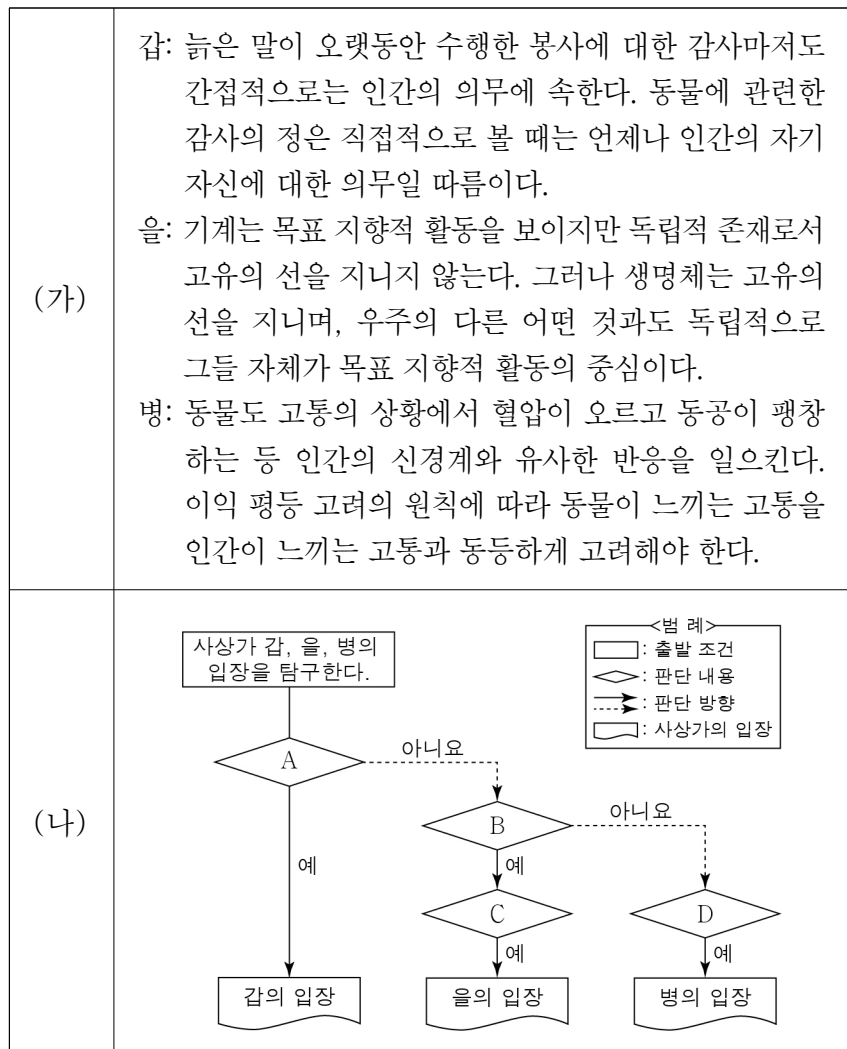 (가)
갑: 늙은 말이 오랫동안 수행한 봉사에 대한 감사마저도
간접적으로는 인간의 의무에 속한다. 동물에 관련한
감사의 정은 직접적으로 볼 때는 언제나 인간의 자기
자신에 대한 의무일 따름이다.
을: 기계는 목표 지향적 활동을 보이지만 독립적 존재로서
고유의 선을 지니지 않는다. 그러나 생명체는 고유의
선을 지니며, 우주의 다른 어떤 것과도 독립적으로
그들 자체가 목표 지향적 활동의 중심이다.
병: 동물도 고통의 상황에서 혈압이 오르고 동공이 팽창
하는 등 인간의 신경계와 유사한 반응을 일으킨다.
이익 평등 고려의 원칙에 따라 동물이 느끼는 고통을
인간이 느끼는 고통과 동등하게 고려해야 한다.
(나)
사상가 갑, 을, 병의
입장을 탐구한다.
<범 례>
: 출발 조건
: 판단 내용
: 판단 방향
: 사상가의 입장
A
아니요
B
아니요
예
예
C
D
예
예
갑의 입장
을의 입장
병의 입장